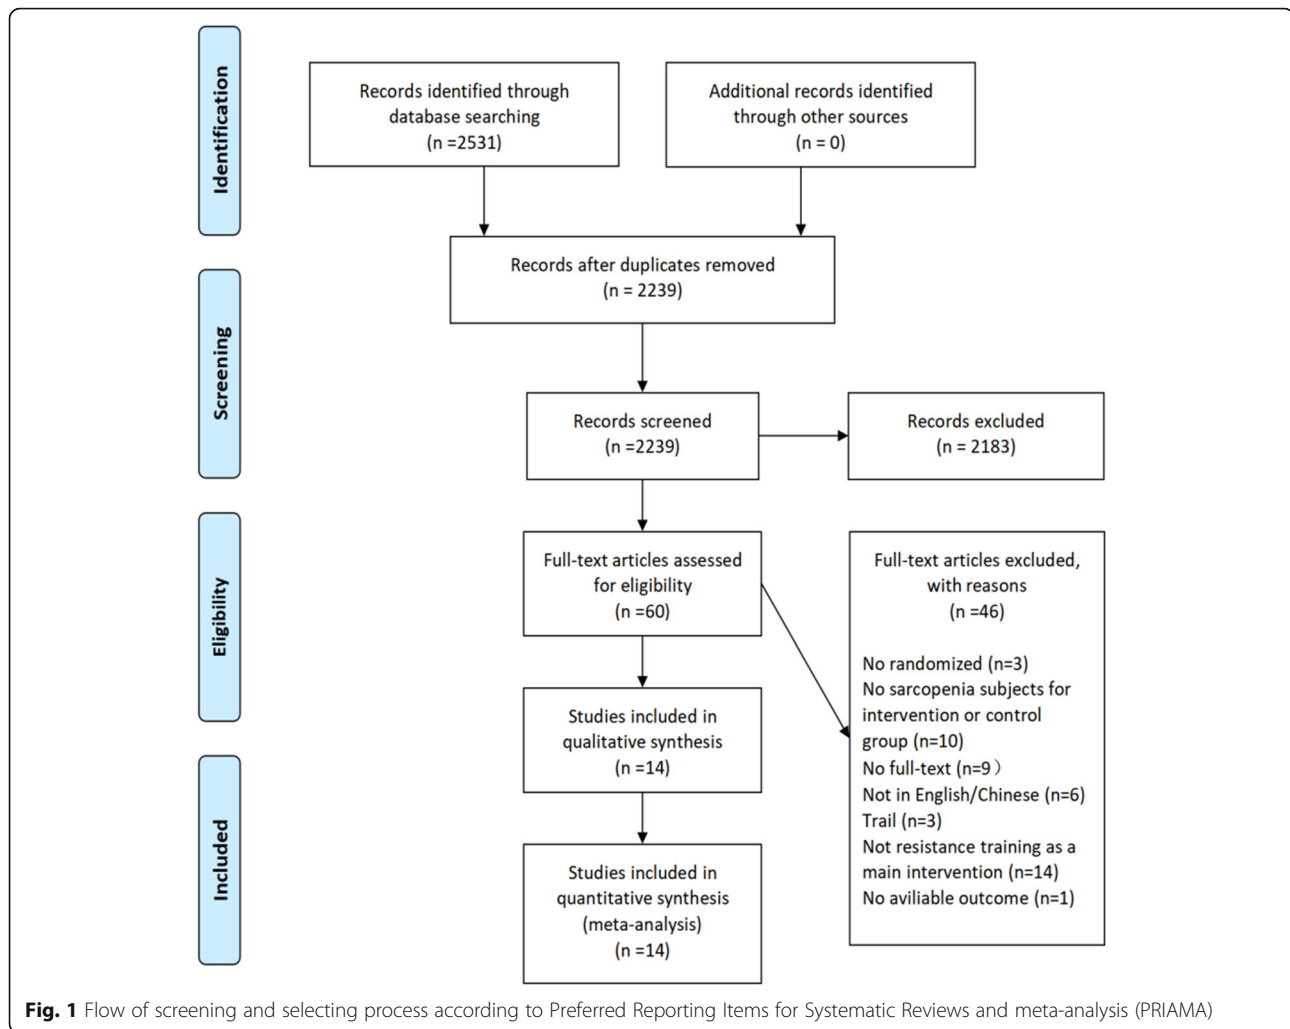 Identification
Records identified through
database searching
(n =2531)
Additional records identified
through other sources
(n = 0)
Records after duplicates removed
(n = 2239)
Screening
Records screened
(n =2239)
Records excluded
(n = 2183)
Eligibility
Full-text articles assessed
for eligibility
(n =60)
Full-text articles excluded,
with reasons
(n =46)
No randomized (n=3)
No sarcopenia subjects for
intervention or control
group (n=10)
No full-text (n=9）
Not in English/Chinese (n=6)
Trail (n=3)
Not resistance training as a
main intervention (n=14)
No aviliable outcome (n=1)
Studies included in
qualitative synthesis
(n =14)
Included
Studies included in
quantitative synthesis
(meta-analysis)
(n =14)
Fig. 1 Flow of screening and selecting process according to Preferred Reporting Items for Systematic Reviews and meta-analysis (PRIAMA)